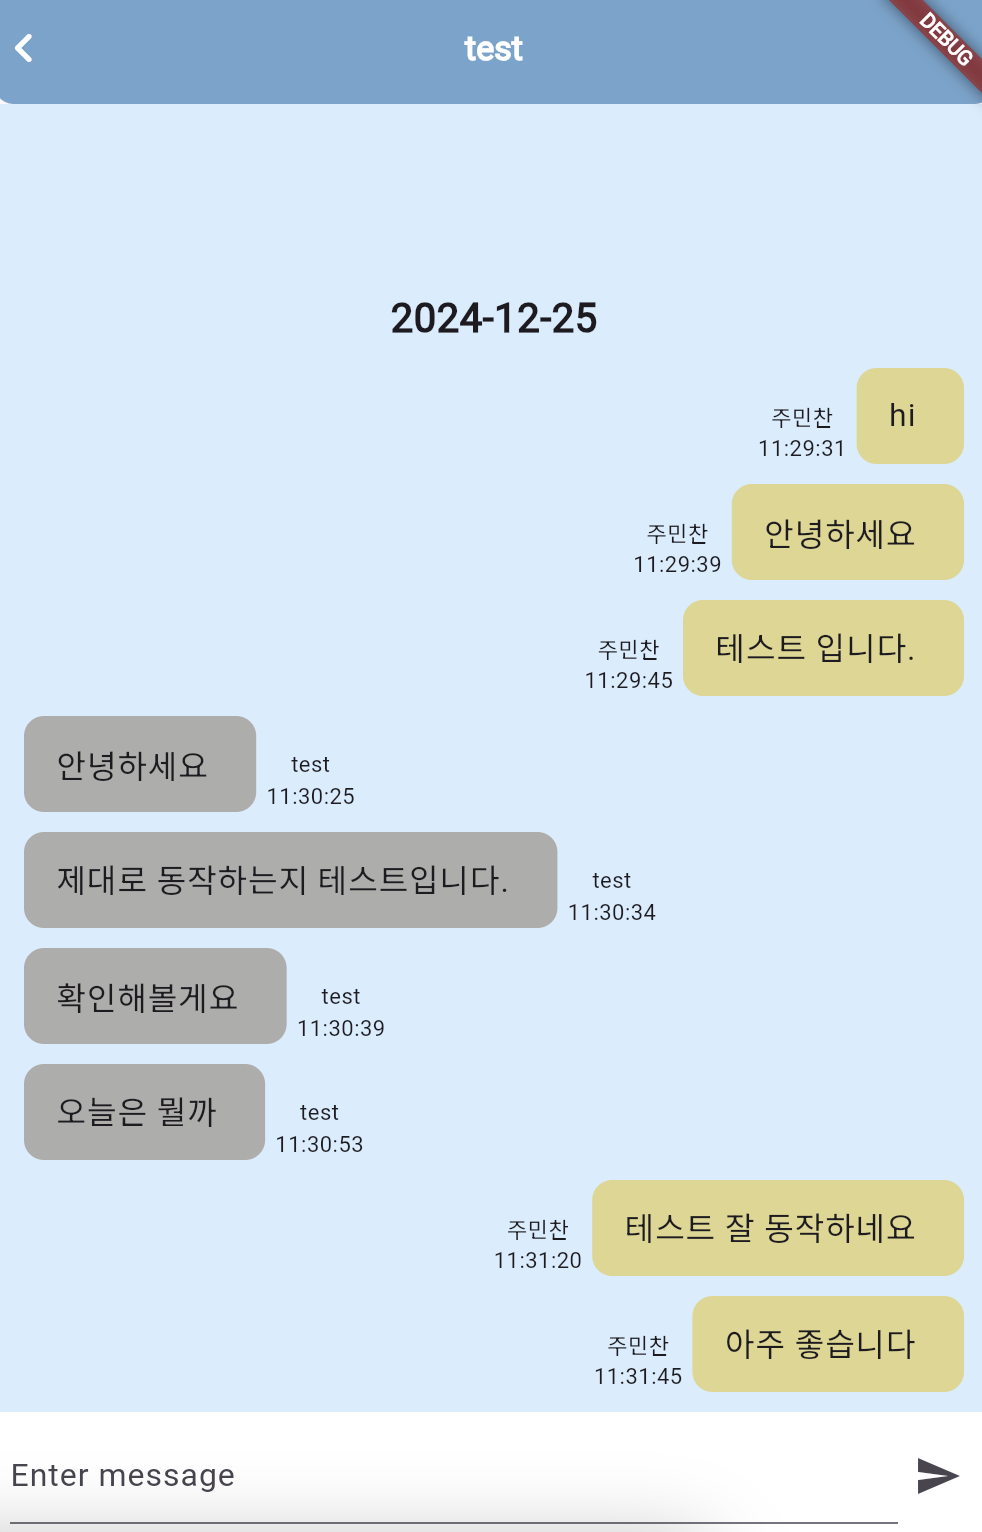 test
DEBUG
2024-12-25
hi
주민찬
11:29:31
안녕하세요
주민찬
11:29:39
테스트 입니다.
주민찬
11:29:45
안녕하세요
test
11:30:25
제대로 동작하는지 테스트입니다.
test
11:30:34
확인해볼게요
test
11:30:39
오늘은 뭘까
test
11:30:53
테스트 잘 동작하네요
주민찬
11:31:20
아주 좋습니다
주민찬
11:31:45
Enter message